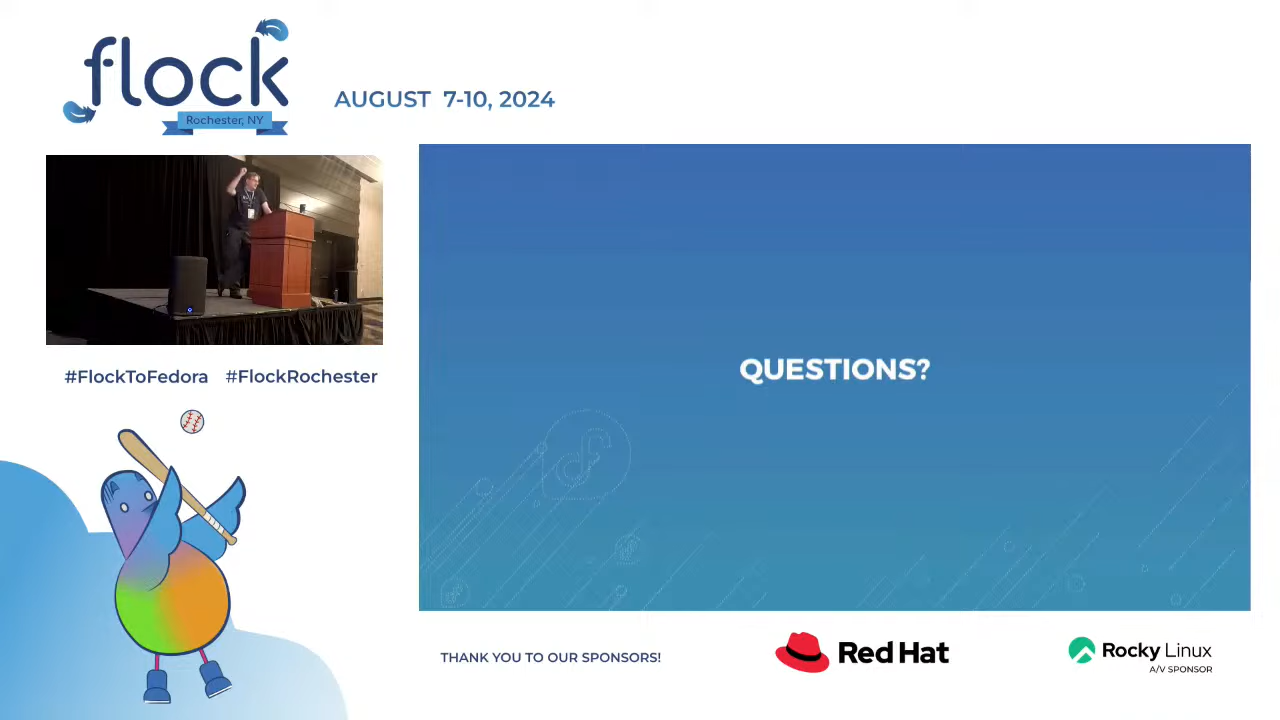 flock
Rochester, NY
AUGUST 7-10, 2024
#FlockToFedora #FlockRochester
QUESTIONS?
THANK YOU TO OUR SPONSORS!
Red Hat
Rocky Linux
A/V SPONSOR